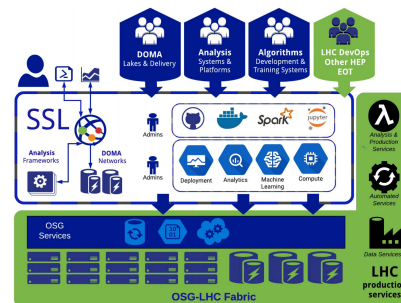 DOMA
Lakes & Delivery
Analysis
Systems &
Platforms
Algorithms
Development &
Training Systems
LHC DevOps
Other HEP
EOT
SSL
Analysis
Frameworks
DOMA
Networks
Admins
Spark
jupyter
docker
Admins
Deployment
Analytics
Machine
Learning
Compute
λ
Analysis &
Production
Services
Automated
Services
Data Services
LHC
production
services
OSG
Services
OSG-LHC Fabric